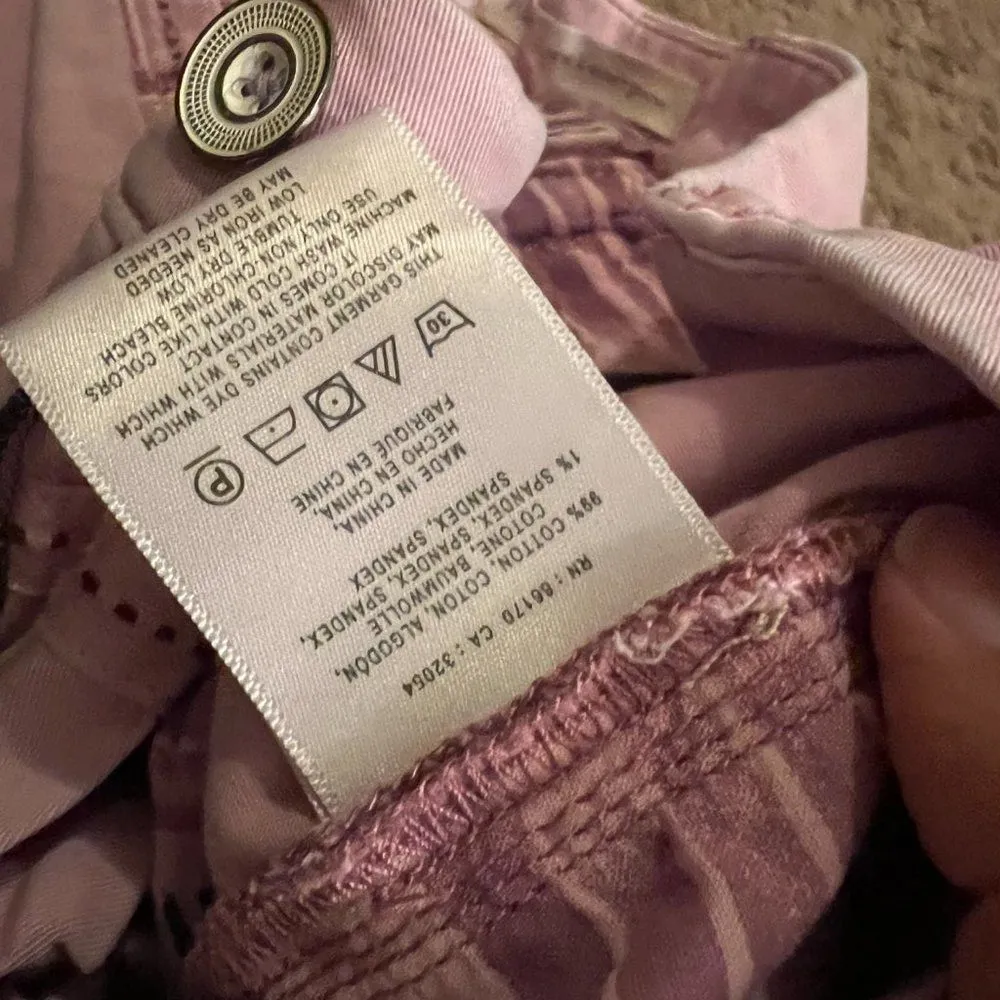 RN : 86170 CA : 32054
99% COTTON, COTON, ALGODÓN,
COTONE, BAUMWOLLE
1% SPANDEX, SPANDEX, SPANDEX,
SPANDEX, SPANDEX
MADE IN CHINA,
HECHO EN CHINA,
FABRIQUE EN CHINE
30
P
THIS GARMENT CONTAINS DYE WHICH
MAY DISCOLOR MATERIALS WITH WHICH
IT COMES IN CONTACT
MACHINE WASH COLD WITH LIKE COLORS
USE ONLY NON-CHLORINE BLEACH
TUMBLE DRY LOW
LOW IRON AS NEEDED
MAY BE DRY CLEANED